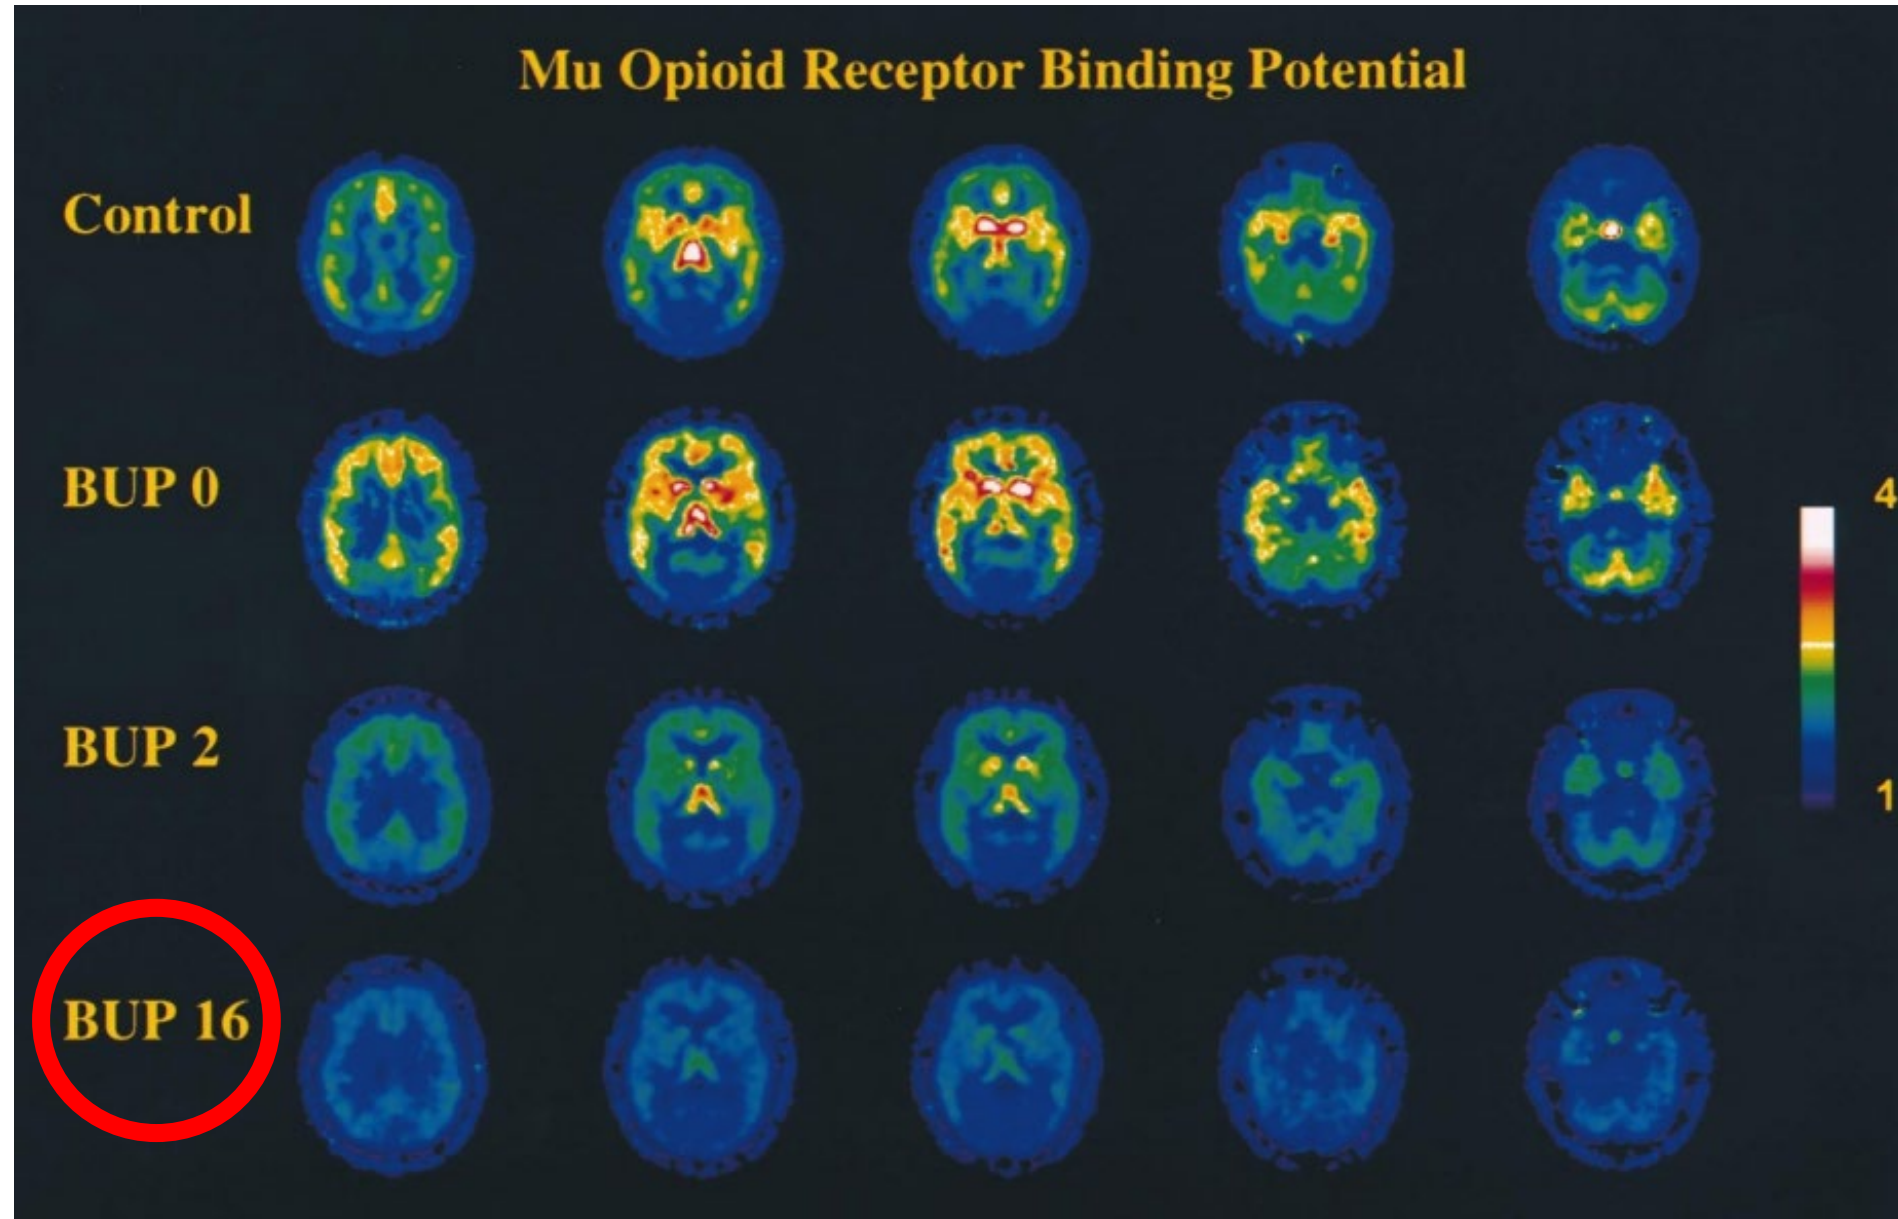 Mu Opioid Receptor Binding Potential
Control
BUP 0
4
BUP 2
1
BUP 16